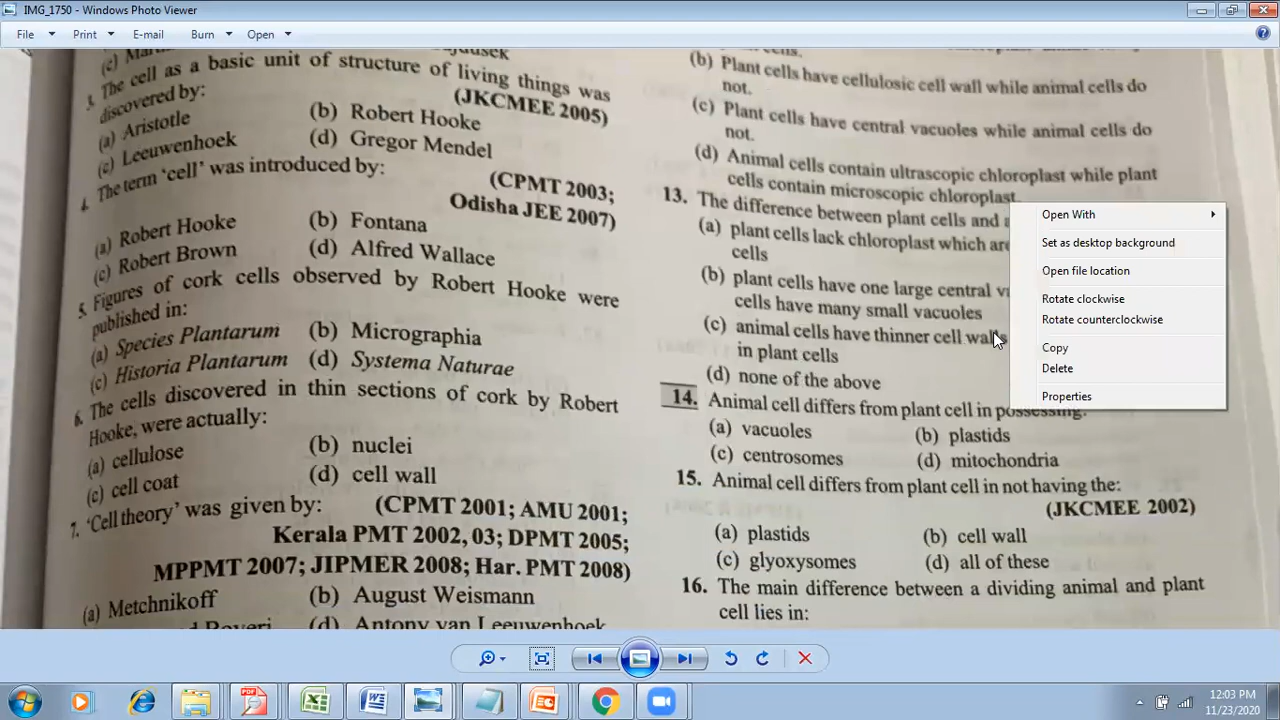 IMG_1750 - Windows Photo Viewer
File Print E-mail Burn Open
3. The cell as a basic unit of structure of living things was
discovered by: (JKCMEE 2005)
(a) Aristotle (b) Robert Hooke
(c) Leeuwenhoek (d) Gregor Mendel
4. The term ‘cell’ was introduced by:
(CPMT 2003;
Odisha JEE 2007)
(a) Robert Hooke (b) Fontana
(c) Robert Brown (d) Alfred Wallace
5. Figures of cork cells observed by Robert Hooke were
published in:
(a) Species Plantarum (b) Micrographia
(c) Historia Plantarum (d) Systema Naturae
6. The cells discovered in thin sections of cork by Robert
Hooke, were actually:
(a) cellulose (b) nuclei
(c) cell coat (d) cell wall
7. ‘Cell theory’ was given by: (CPMT 2001; AMU 2001;
Kerala PMT 2002, 03; DPMT 2005;
MPPMT 2007; JIPMER 2008; Har. PMT 2008)
(a) Metchnikoff (b) August Weismann
(d) Antony van Leeuwenhoek
(b) Plant cells have cellulosic cell wall while animal cells do
not.
(c) Plant cells have central vacuoles while animal cells do
not.
(d) Animal cells contain ultrascopic chloroplast while plant
cells contain microscopic chloroplast.
13. The difference between plant cells and
(a) plant cells lack chloroplast which are
cells
(b) plant cells have one large central
cells have many small vacuoles
(c) animal cells have thinner cell walls
in plant cells
(d) none of the above
14. Animal cell differs from plant cell in possessing:
(a) vacuoles (b) plastids
(c) centrosomes (d) mitochondria
15. Animal cell differs from plant cell in not having the:
(JKCMEE 2002)
(a) plastids (b) cell wall
(c) glyoxysomes (d) all of these
16. The main difference between a dividing animal and plant
cell lies in:
Open With
Set as desktop background
Open file location
Rotate clockwise
Rotate counterclockwise
Copy
Delete
Properties
12:03 PM
11/23/2020